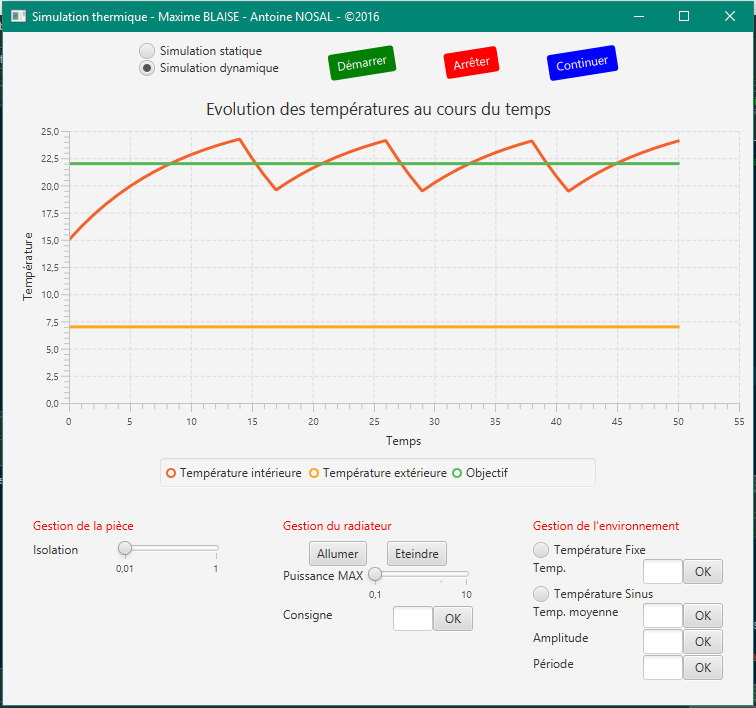 Simulation thermique - Maxime BLAISE - Antoine NOSAL - ©2016
Simulation statique
Simulation dynamique
Démarrer
Arrêter
Continuer
Evolution des températures au cours du temps
Température
25,0
22,5
20,0
17,5
15,0
12,5
10,0
7,5
5,0
2,5
0,0
0 5 10 15 20 25 30 35 40 45 50 55
Temps
Température intérieure Température extérieure Objectif
Gestion de la pièce
Isolation
0,01 1
Gestion du radiateur
Allumer Eteindre
Puissance MAX
0,1 10
Consigne OK
Gestion de l'environnement
Température Fixe
Temp. OK
Température Sinus
Temp. moyenne OK
Amplitude OK
Période OK